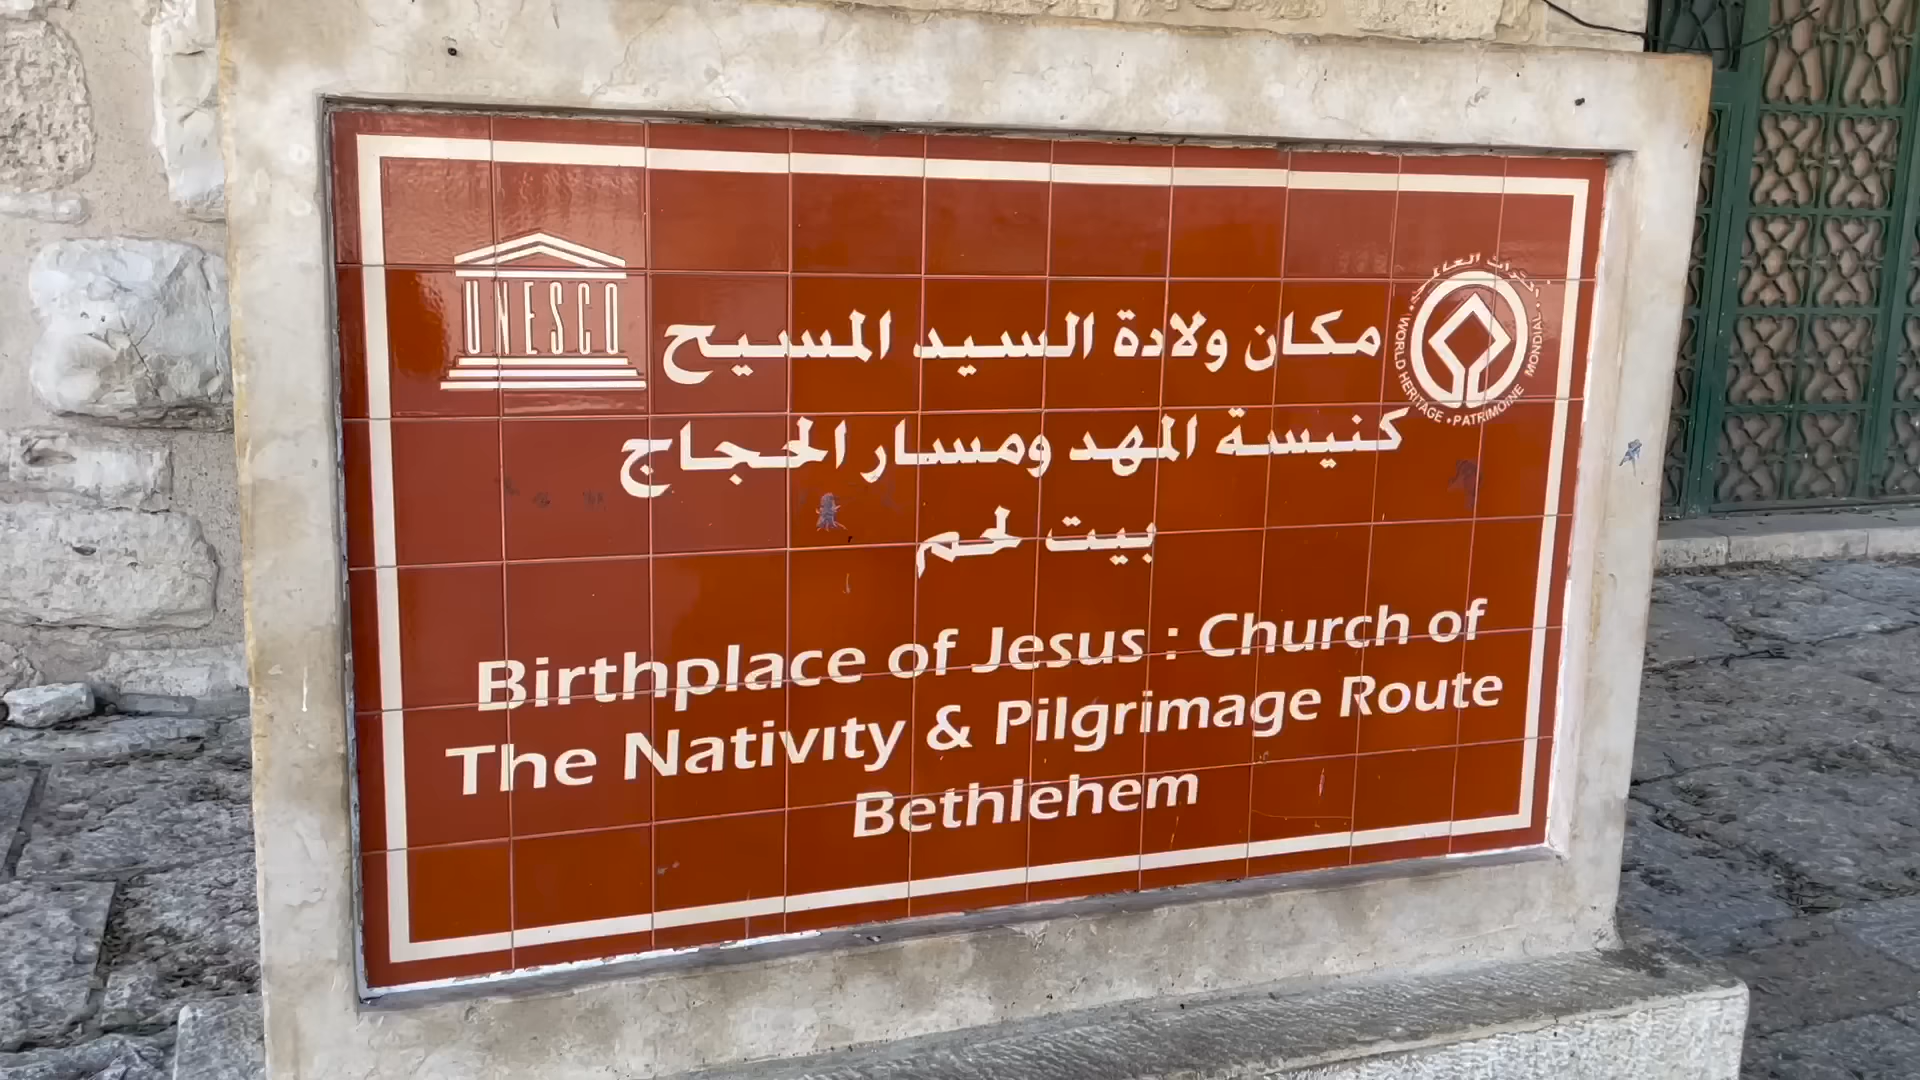 UNESCO
مكان ولادة السيد المسيح
كنيسة المهد ومسار الحجاج
بيت لحم
WORLD HERITAGE • PATRIMOINE MONDIAL •
Birthplace of Jesus : Church of
The Nativity & Pilgrimage Route
Bethlehem